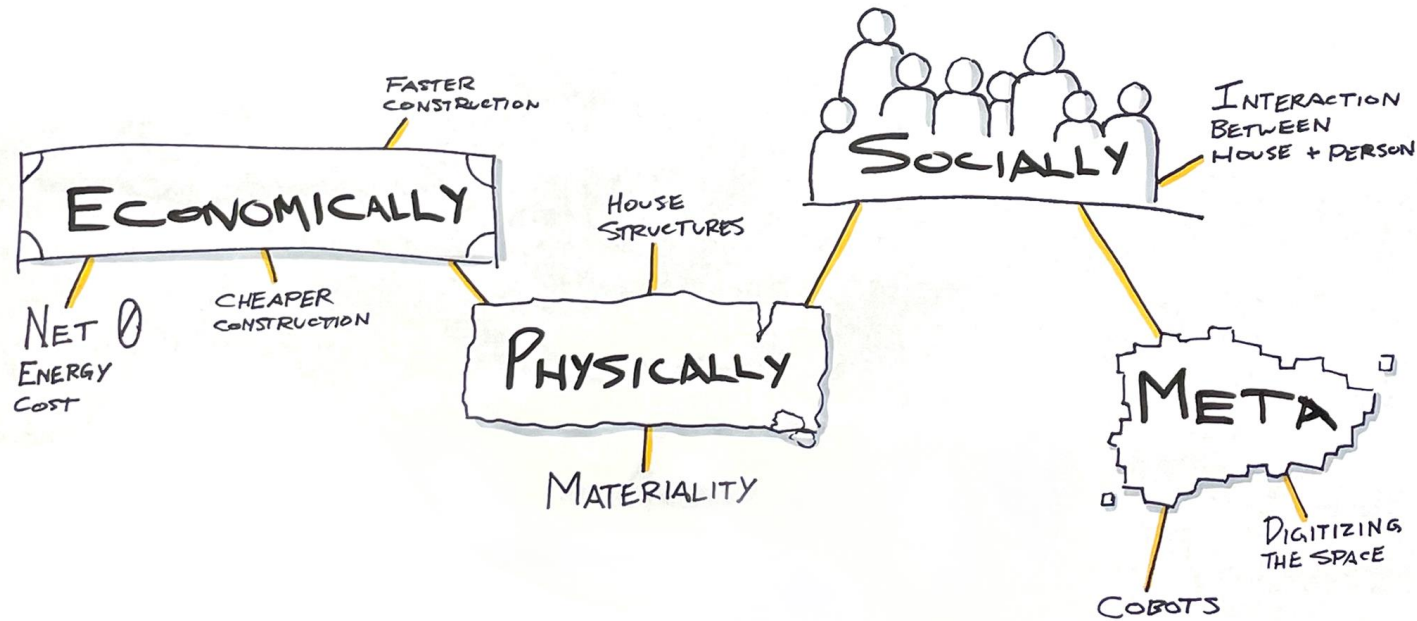 FASTER
CONSTRUCTION
ECONOMICALLY
NET 0
ENERGY
COST
CHEAPER
CONSTRUCTION
HOUSE
STRUCTURES
PHYSICALLY
MATERIALITY
SOCIALLY
INTERACTION
BETWEEN
HOUSE + PERSON
META
DIGITIZING
THE SPACE
COBOTS